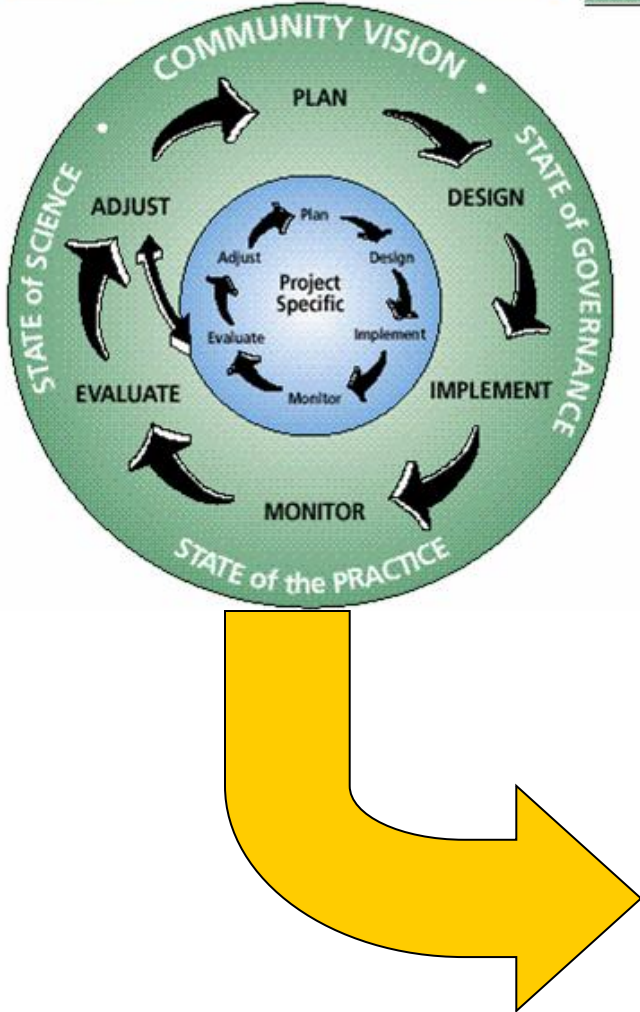 COMMUNITY VISION
STATE of GOVERNANCE
STATE of the PRACTICE
STATE of SCIENCE
PLAN
DESIGN
IMPLEMENT
MONITOR
EVALUATE
ADJUST
Plan
Design
Implement
Monitor
Evaluate
Adjust
Project
Specific